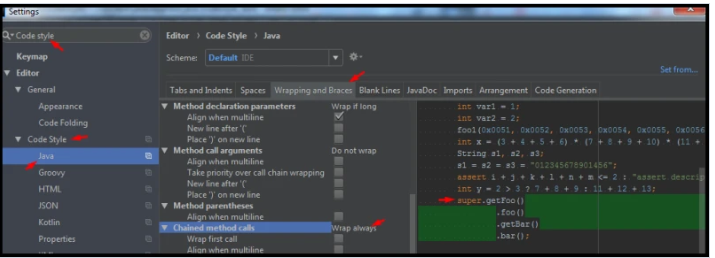 Settings
Code style
Keymap
Editor
General
Appearance
Code Folding
Code Style
Java
Groovy
HTML
JSON
Kotlin
Properties
Editor › Code Style › Java
Scheme: Default IDE
Set from...
Tabs and Indents Spaces Wrapping and Braces Blank Lines JavaDoc Imports Arrangement Code Generation
Method declaration parameters Wrap if long
Align when multiline
New line after '('
Place ')' on new line
Method call arguments Do not wrap
Align when multiline
Take priority over call chain wrapping
New line after '('
Place ')' on new line
Method parentheses
Align when multiline
Chained method calls Wrap always
Wrap first call
Align when multiline
int var1 = 1;
int var2 = 2;
foo1(0x0051, 0x0052, 0x0053, 0x0054, 0x0055, 0x0056
int x = (3 + 4 + 5 + 6) * (7 + 8 + 9 + 10) * (11 +
String s1, s2, s3;
s1 = s2 = s3 = "012345678901456";
assert i + j + k + l + n + m <= 2 : "assert descrip
int y = 2 > 3 ? 7 + 8 + 9 : 11 + 12 + 13;
super.getFoo()
.foo()
.getBar()
.bar();